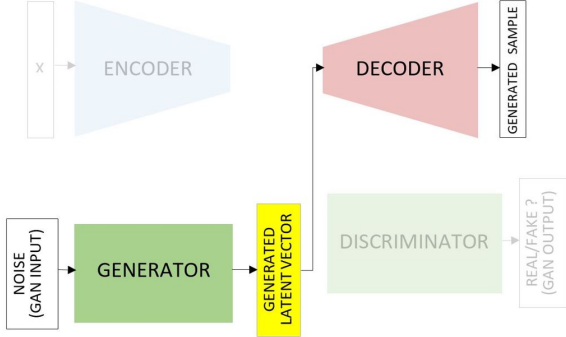 X
ENCODER
DECODER
GENERATED SAMPLE
NOISE
(GAN INPUT)
GENERATOR
GENERATED
LATENT VECTOR
DISCRIMINATOR
REAL/FAKE ?
(GAN OUTPUT)